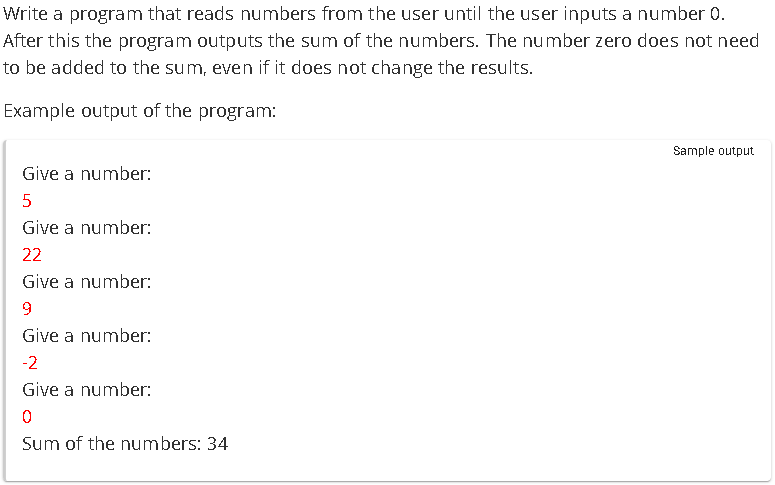 Write a program that reads numbers from the user until the user inputs a number 0.
After this the program outputs the sum of the numbers. The number zero does not need
to be added to the sum, even if it does not change the results.
Example output of the program:
Sample output
Give a number:
5
Give a number:
22
Give a number:
9
Give a number:
-2
Give a number:
0
Sum of the numbers: 34